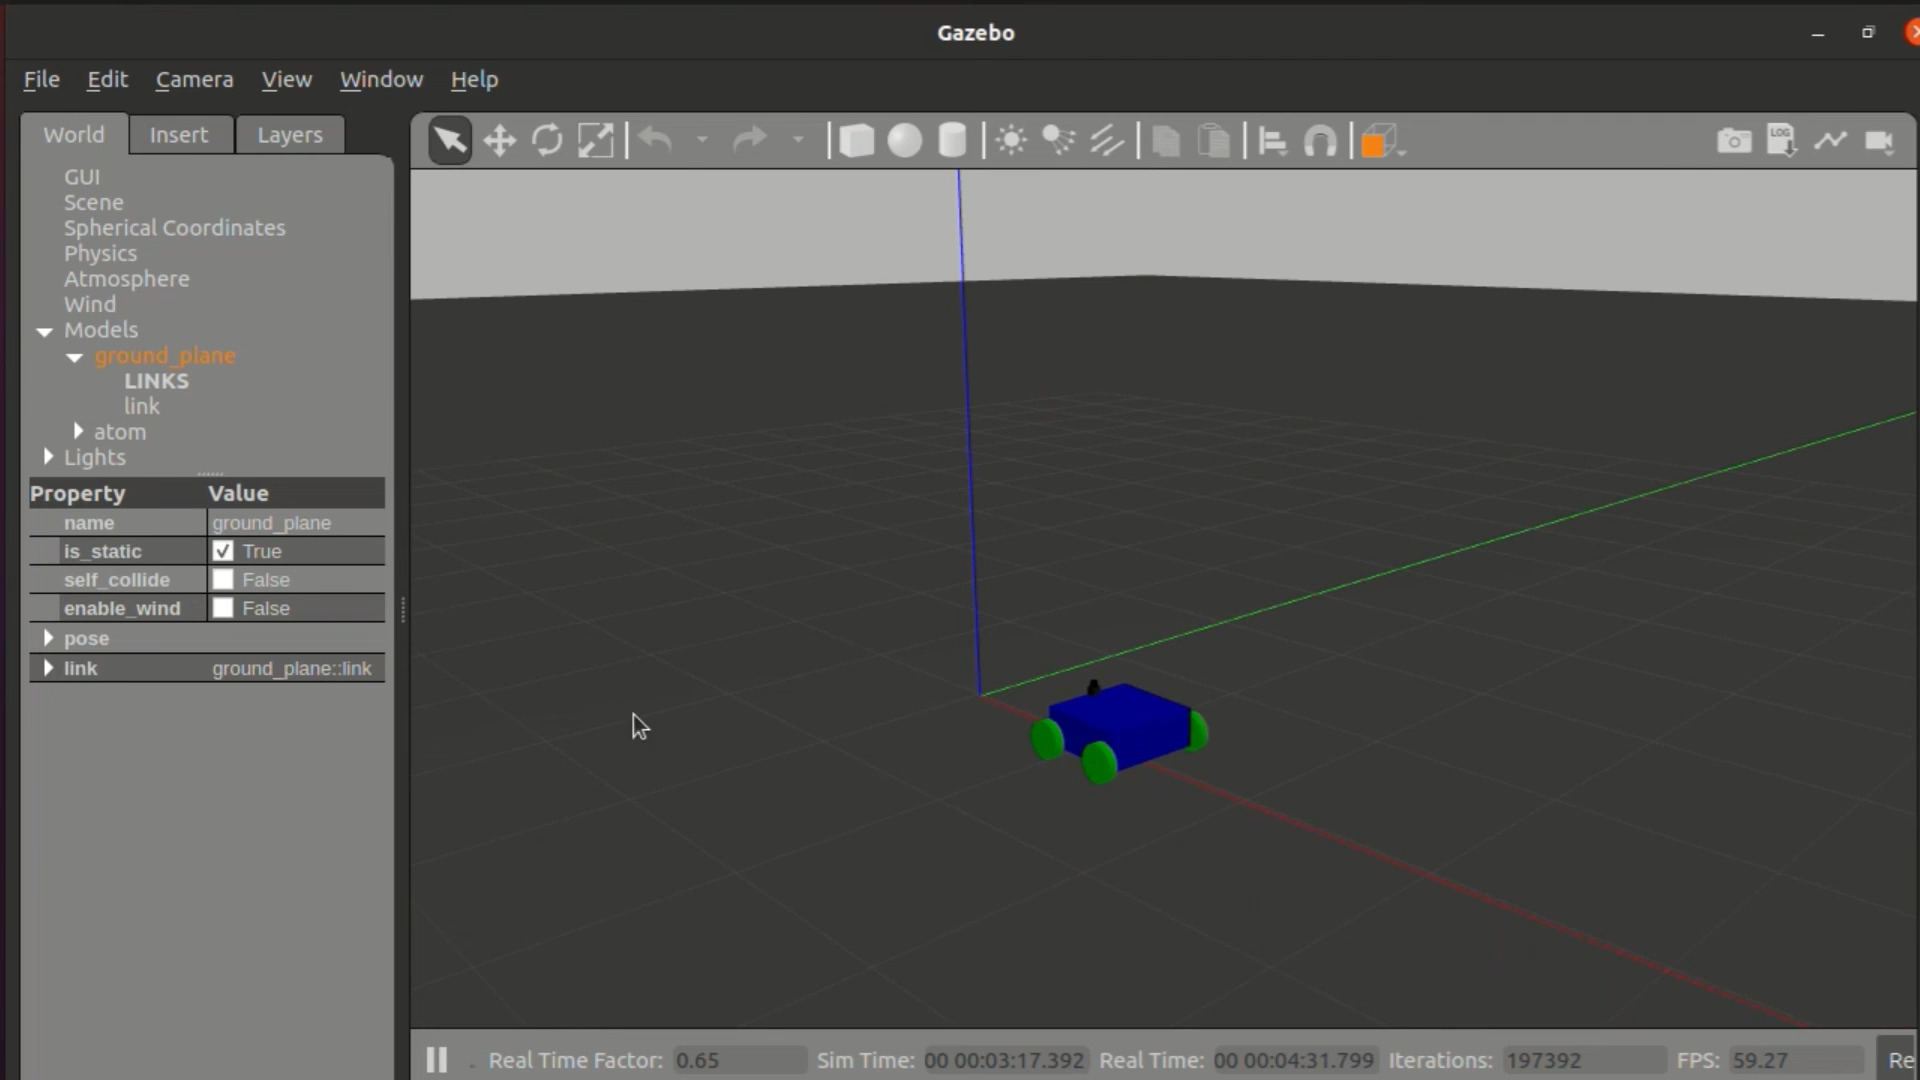 Gazebo
File Edit Camera View Window Help
World Insert Layers
LOG
GUI
Scene
Spherical Coordinates
Physics
Atmosphere
Wind
Models
ground_plane
LINKS
link
atom
Lights
Property Value
name ground_plane
is_static True
self_collide False
enable_wind False
pose
link ground_plane::link
Real Time Factor: 0.65 Sim Time: 00 00:03:17.392 Real Time: 00 00:04:31.799 Iterations: 197392 FPS: 59.27 Re